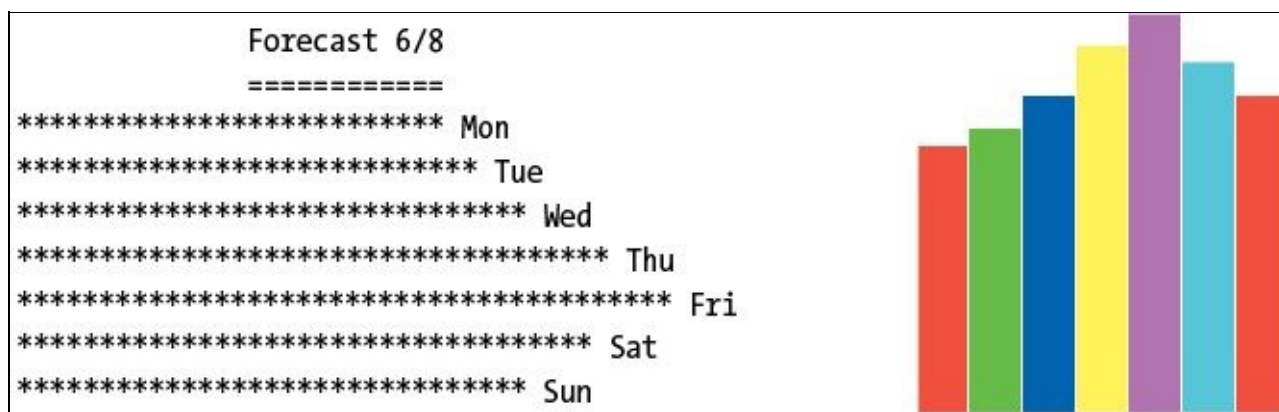 Forecast 6/8
============
************************** Mon
**************************** Tue
******************************* Wed
************************************ Thu
**************************************** Fri
*********************************** Sat
******************************* Sun